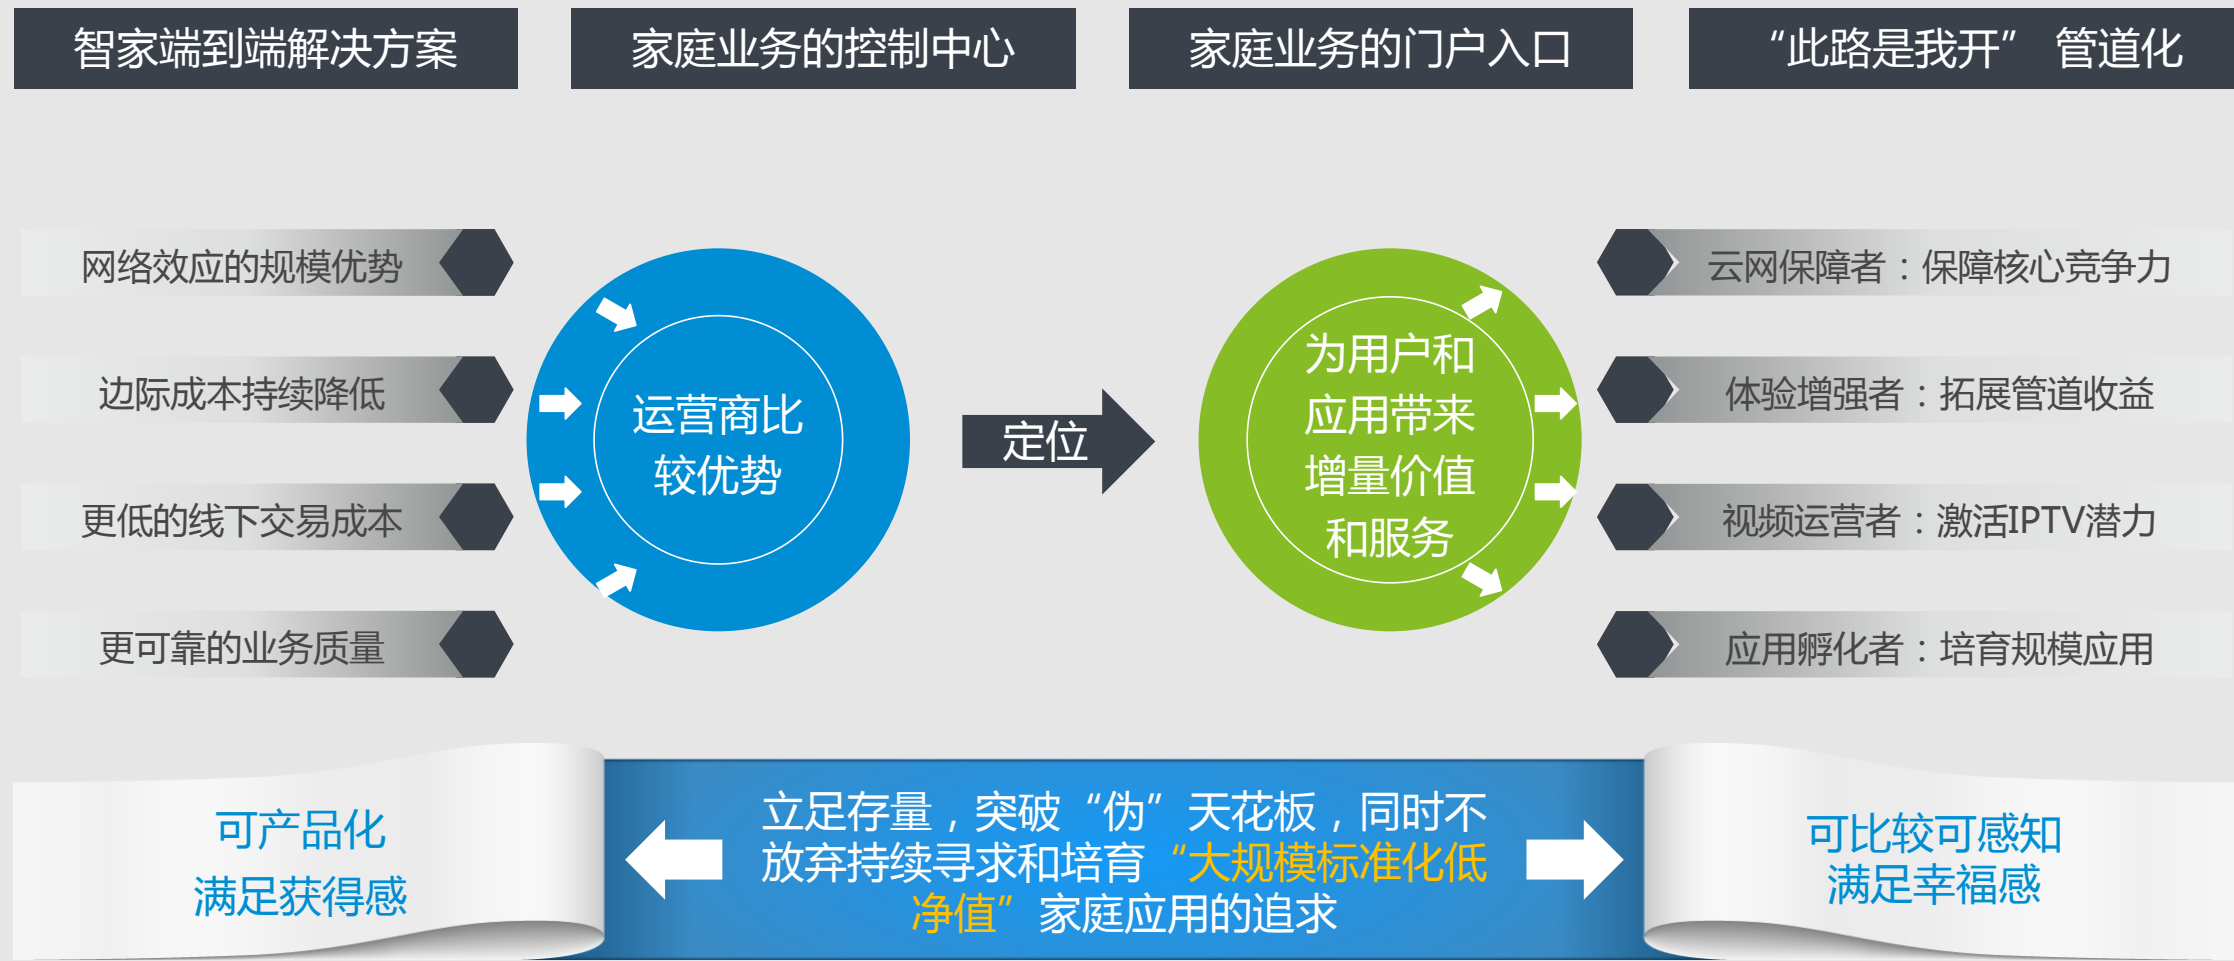 智家端到端解决方案
家庭业务的控制中心
家庭业务的门户入口
“此路是我开” 管道化
网络效应的规模优势
边际成本持续降低
更低的线下交易成本
更可靠的业务质量
运营商比
较优势
定位
为用户和
应用带来
增量价值
和服务
云网保障者：保障核心竞争力
体验增强者：拓展管道收益
视频运营者：激活IPTV潜力
应用孵化者：培育规模应用
可产品化
满足获得感
立足存量，突破“伪”天花板，同时不
放弃持续寻求和培育“大规模标准化低
净值”家庭应用的追求
可比较可感知
满足幸福感